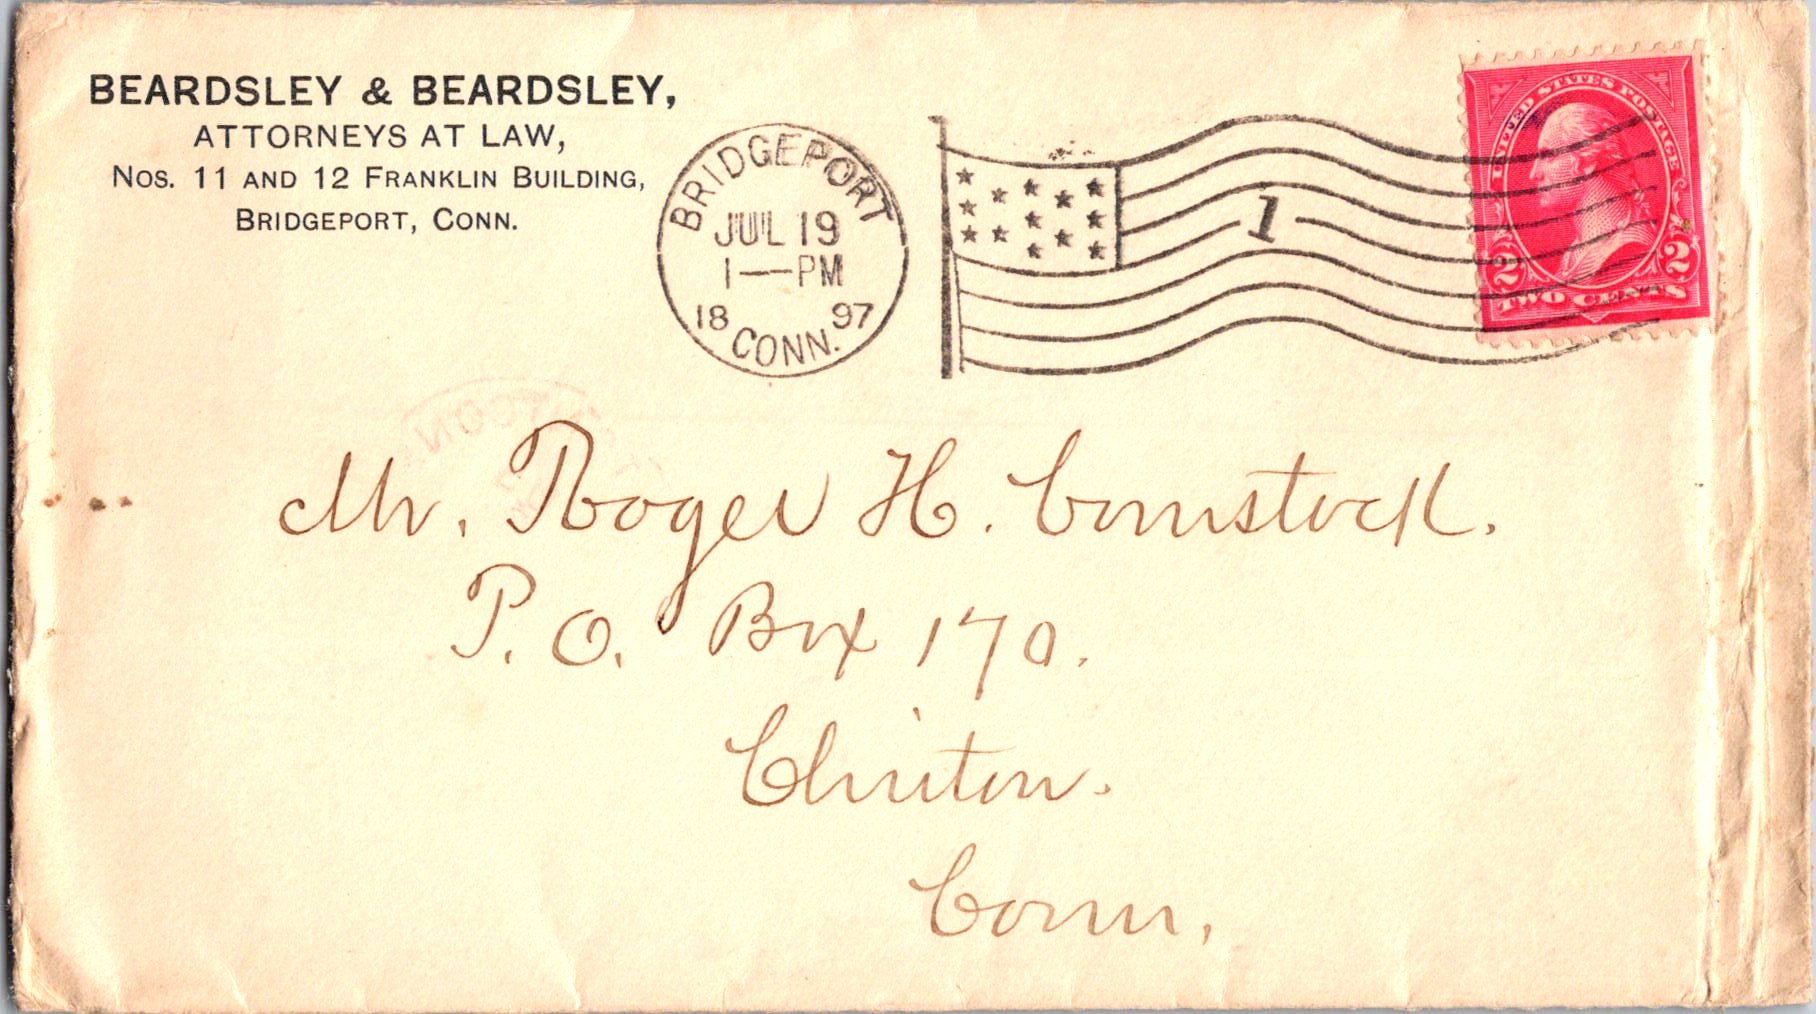 BEARDSLEY & BEARDSLEY,
ATTORNEYS AT LAW,
Nos. 11 AND 12 FRANKLIN BUILDING,
BRIDGEPORT, CONN.
BRIDGEPORT
JUL 19
1—PM
18 97
CONN.
1
UNITED STATES POSTAGE
2 2
TWO CENTS
Mr. Roger H. Comstock.
P. O. Box 170.
Clinton.
Conn.